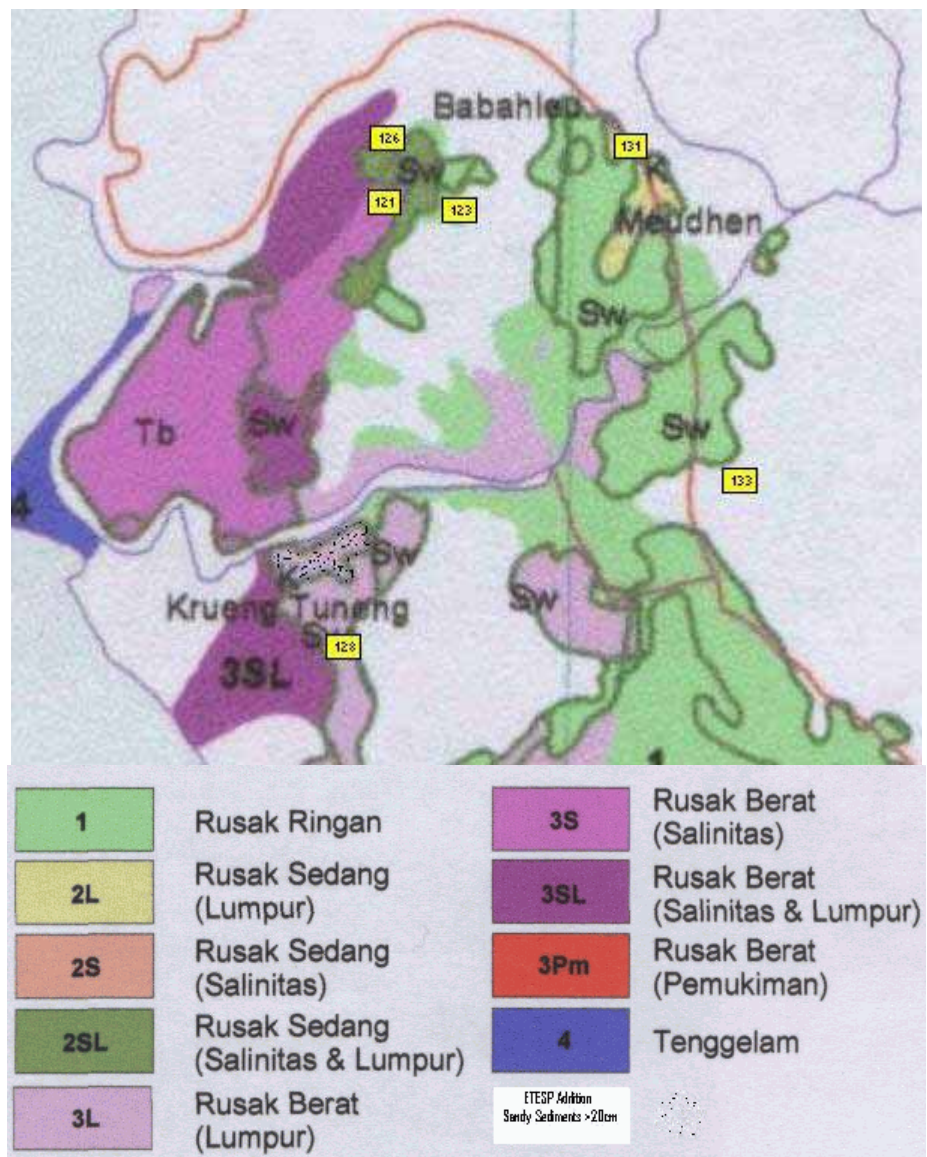 126
131
Sw
K
121
123
Meudhen
Sw
Tb
Sw
Sw
133
4
Sw
K
Sw
Krueng
Sw
128
3SL
1
1
Rusak Ringan
2L
Rusak Sedang
(Lumpur)
2S
Rusak Sedang
(Salinitas)
2SL
Rusak Sedang
(Salinitas & Lumpur)
3L
Rusak Berat
(Lumpur)
3S
Rusak Berat
(Salinitas)
3SL
Rusak Berat
(Salinitas & Lumpur)
3Pm
Rusak Berat
(Pemukiman)
4
Tenggelam
ETESP Addition
Sandy Sediments >20cm